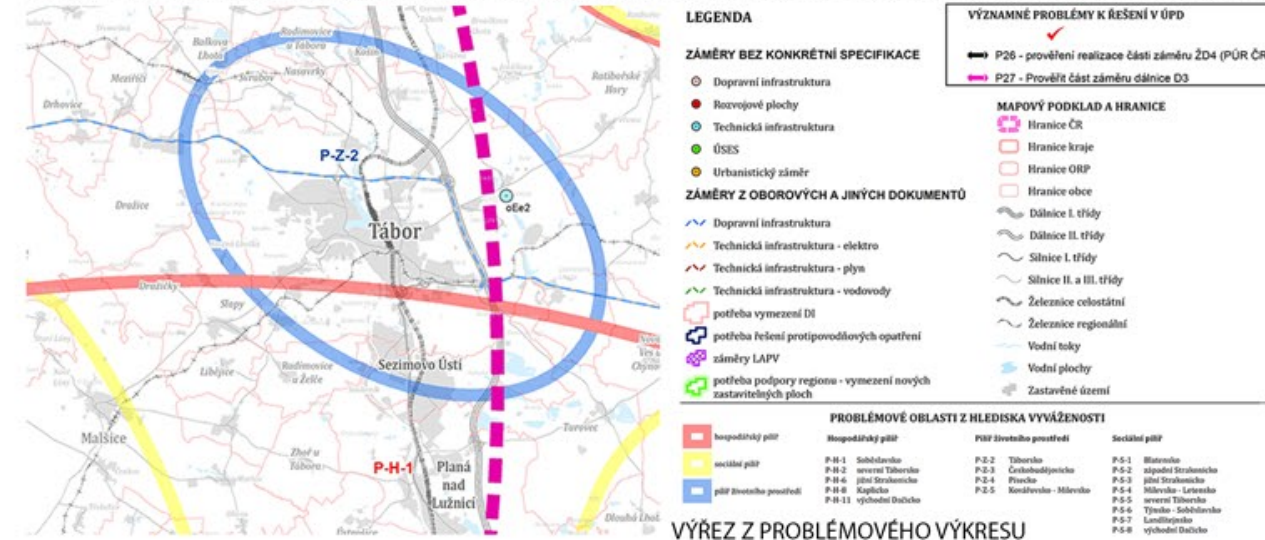 Balkova
Lhota
Radimovice
u Tábora
Košín
Nasavrky
Meziříčí
Drhovice
Ratibořské
Hory
P-Z-2
oEe2
Dražice
Tábor
Dražičky
Slapy
Sezimovo Ústí
Libějice
Radimovice
u Želče
Malšice
Zhoř u
Tábora
P-H-1
Planá
nad
Lužnicí
Turovec
Ústrašice
LEGENDA
ZÁMĚRY BEZ KONKRÉTNÍ SPECIFIKACE
Dopravní infrastruktura
Rozvojové plochy
Technická infrastruktura
ÚSES
Urbanistický záměr
ZÁMĚRY Z OBOROVÝCH A JINÝCH DOKUMENTŮ
Dopravní infrastruktura
Technická infrastruktura - elektro
Technická infrastruktura - plyn
Technická infrastruktura - vodovody
potřeba vymezení DI
potřeba řešení protipovodňových opatření
záměry LAPV
potřeba podpory regionu - vymezení nových
zastavitelných ploch
VÝZNAMNÉ PROBLÉMY K ŘEŠENÍ V ÚPD
P26 - prověření realizace části záměru ŽD4 (PÚR ČR
P27 - Prověřit část záměru dálnice D3
MAPOVÝ PODKLAD A HRANICE
Hranice ČR
Hranice kraje
Hranice ORP
Hranice obce
Dálnice I. třídy
Dálnice II. třídy
Silnice I. třídy
Silnice II. a III. třídy
Železnice celostátní
Železnice regionální
Vodní toky
Vodní plochy
Zastavěné území
PROBLÉMOVÉ OBLASTI Z HLEDISKA VYVÁŽENOSTI
hospodářský pilíř
sociální pilíř
pilíř životního prostředí
Hospodářský pilíř
P-H-1 Soběslavsko
P-H-2 severní Táborsko
P-H-6 jižní Strakonicko
P-H-8 Kaplicko
P-H-11 východní Dačicko
Pilíř životního prostředí
P-Z-2 Táborsko
P-Z-3 Českobudějovicko
P-Z-4 Písecko
P-Z-5 Kovářovsko - Milevsko
Sociální pilíř
P-S-1 Blatensko
P-S-2 západní Strakonicko
P-S-3 jižní Strakonicko
P-S-4 Milevsko - Letensko
P-S-5 severní Táborsko
P-S-6 Týnsko - Soběslavsko
P-S-7 Landštejnsko
P-S-8 východní Dačicko
VÝŘEZ Z PROBLÉMOVÉHO VÝKRESU